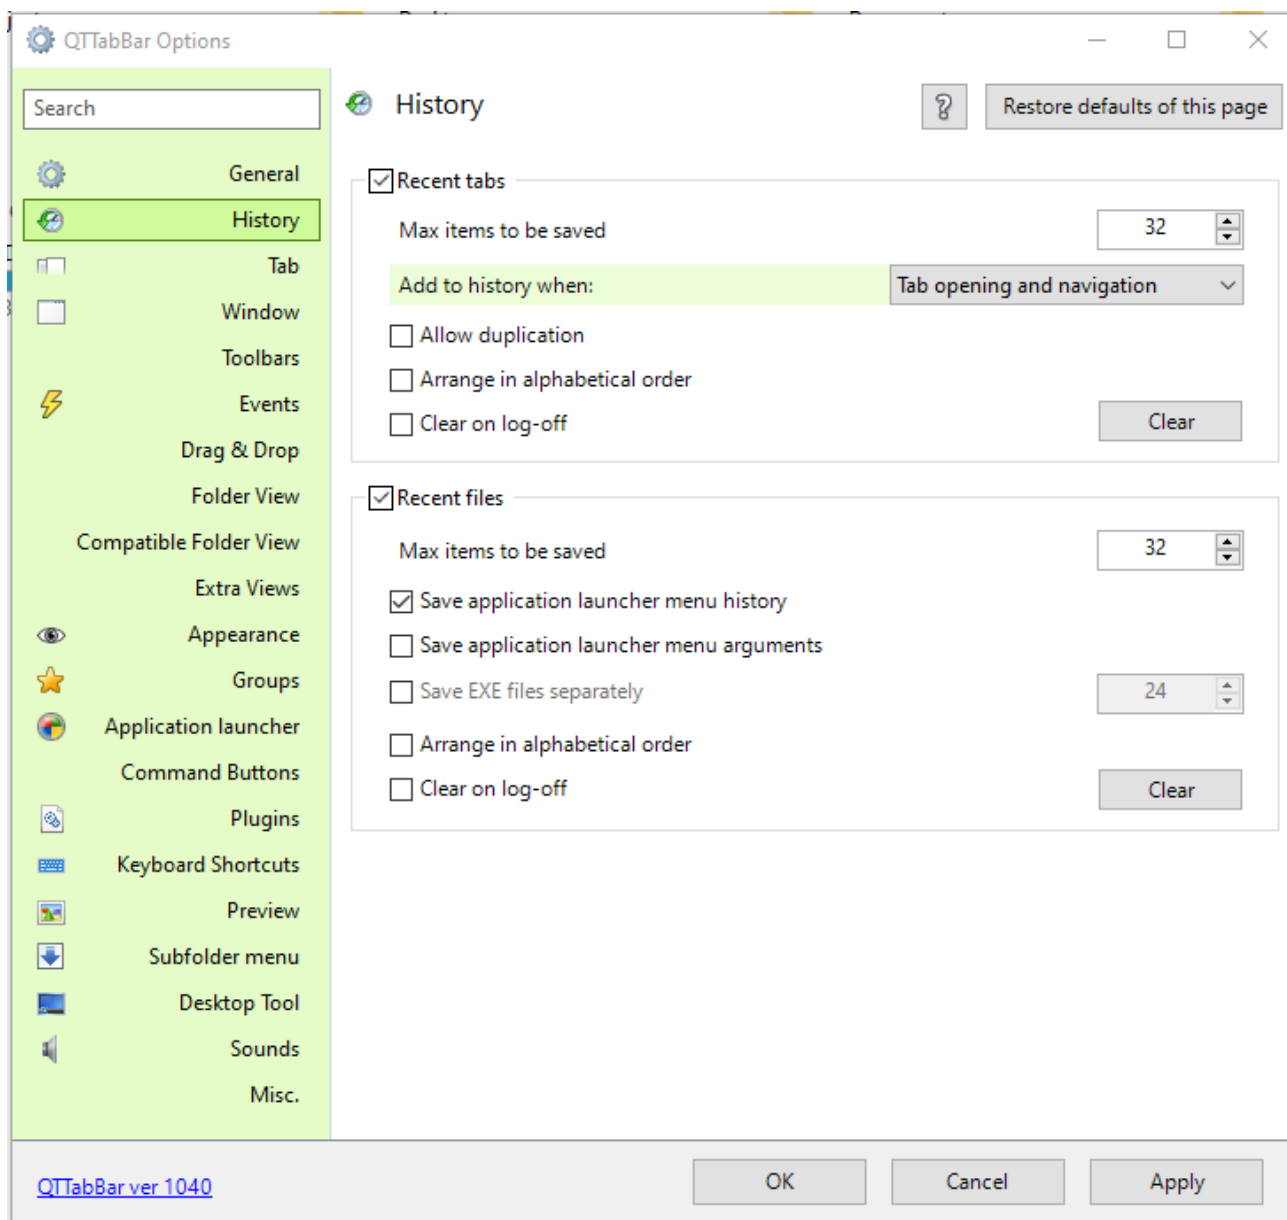 QTTabBar Options
Search
General
History
Tab
Window
Toolbars
Events
Drag & Drop
Folder View
Compatible Folder View
Extra Views
Appearance
Groups
Application launcher
Command Buttons
Plugins
Keyboard Shortcuts
Preview
Subfolder menu
Desktop Tool
Sounds
Misc.
History
? Restore defaults of this page
Recent tabs
Max items to be saved 32
Add to history when: Tab opening and navigation
Allow duplication
Arrange in alphabetical order
Clear on log-off Clear
Recent files
Max items to be saved 32
Save application launcher menu history
Save application launcher menu arguments
Save EXE files separately 24
Arrange in alphabetical order
Clear on log-off Clear
QTTabBar ver 1040
OK Cancel Apply